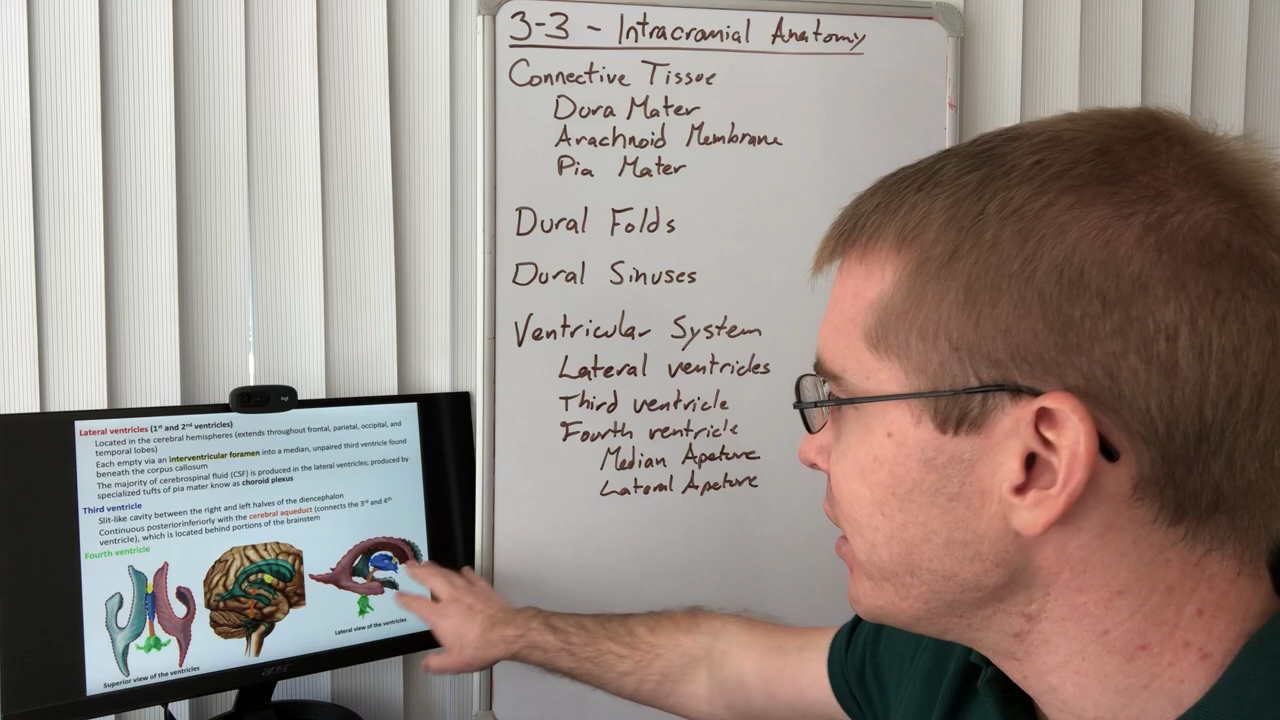 3-3 - Intracranial Anatomy
Connective Tissue
Dura Mater
Arachnoid Membrane
Pia Mater
Dural Folds
Dural Sinuses
Ventricular System
Lateral ventricles
Third ventricle
Fourth ventricle
Median Apeture
Lateral Apeture
Lateral ventricles (1st and 2nd ventricles)
Located in the cerebral hemispheres (extends throughout frontal, parietal, occipital, and
temporal lobes)
Each empty via an interventricular foramen into a median, unpaired third ventricle found
beneath the corpus callosum
The majority of cerebrospinal fluid (CSF) is produced in the lateral ventricles; produced by
specialized tufts of pia mater know as choroid plexus
Third ventricle
Slit-like cavity between the right and left halves of the diencephalon
Continuous posteriorinferiorly with the cerebral aqueduct (connects the 3rd and 4th
ventricle), which is located behind portions of the brainstem
Fourth ventricle
Superior view of the ventricles
Lateral view of the ventricles